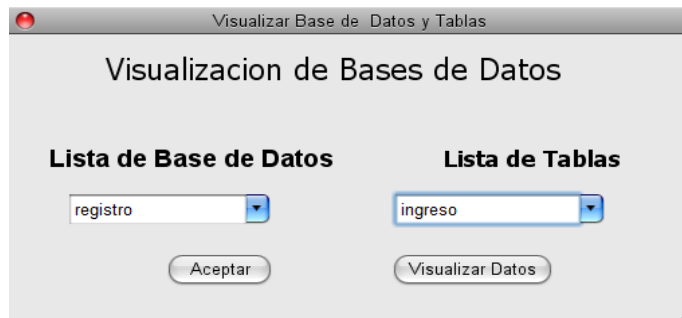 Visualizar Base de Datos y Tablas
Visualizacion de Bases de Datos
Lista de Base de Datos
Lista de Tablas
registro
ingreso
Aceptar
Visualizar Datos